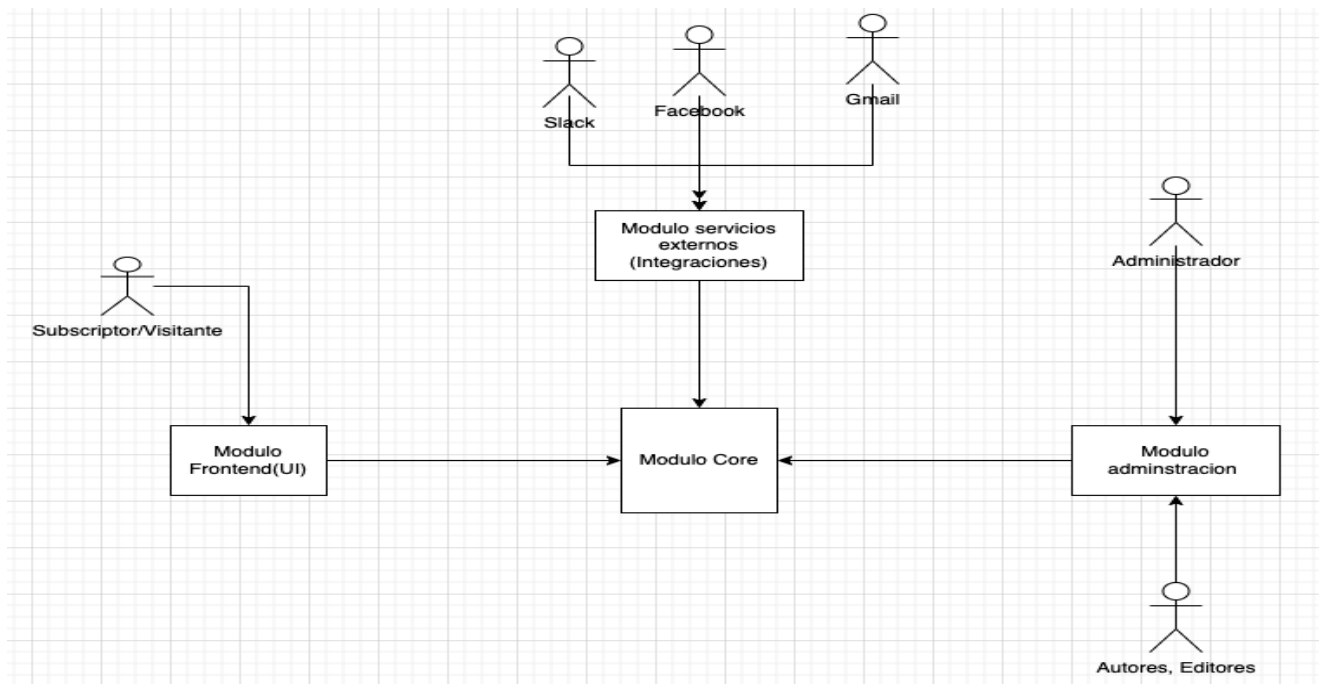 Slack
Facebook
Gmail
Modulo servicios
externos
(Integraciones)
Administrador
Subscriptor/Visitante
Modulo
Frontend(UI)
Modulo Core
Modulo
adminstracion
Autores, Editores